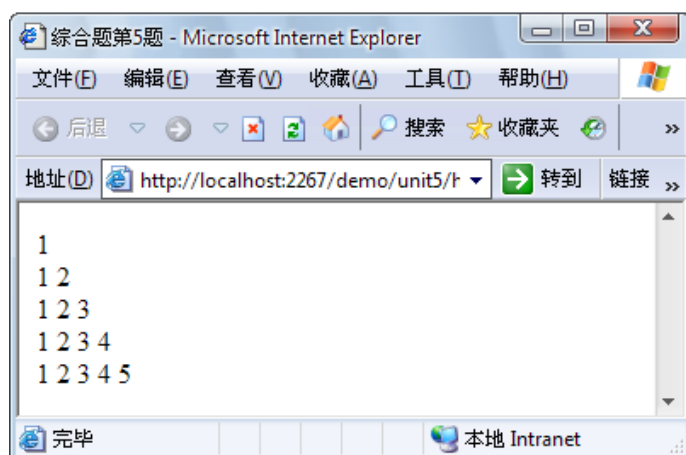 综合题第5题 - Microsoft Internet Explorer
文件(F) 编辑(E) 查看(V) 收藏(A) 工具(T) 帮助(H)
后退 搜索 收藏夹 »
地址(D) http://localhost:2267/demo/unit5/h 转到 链接 »
1
1 2
1 2 3
1 2 3 4
1 2 3 4 5
完毕 本地 Intranet